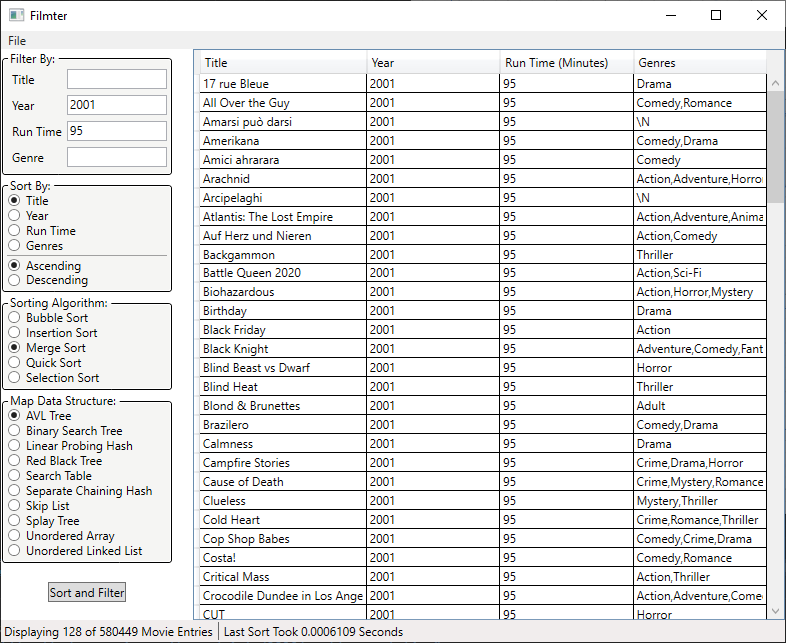 Filmter
File
Filter By:
Title
Year 2001
Run Time 95
Genre
Sort By:
Title
Year
Run Time
Genres
Ascending
Descending
Sorting Algorithm:
Bubble Sort
Insertion Sort
Merge Sort
Quick Sort
Selection Sort
Map Data Structure:
AVL Tree
Binary Search Tree
Linear Probing Hash
Red Black Tree
Search Table
Separate Chaining Hash
Skip List
Splay Tree
Unordered Array
Unordered Linked List
Sort and Filter
Title Year Run Time (Minutes) Genres
17 rue Bleue 2001 95 Drama
All Over the Guy 2001 95 Comedy,Romance
Amarsi può darsi 2001 95 \N
Amerikana 2001 95 Comedy,Drama
Amici ahrarara 2001 95 Comedy
Arachnid 2001 95 Action,Adventure,Horro
Arcipelaghi 2001 95 \N
Atlantis: The Lost Empire 2001 95 Action,Adventure,Anima
Auf Herz und Nieren 2001 95 Action,Comedy
Backgammon 2001 95 Thriller
Battle Queen 2020 2001 95 Action,Sci-Fi
Biohazardous 2001 95 Action,Horror,Mystery
Birthday 2001 95 Drama
Black Friday 2001 95 Action
Black Knight 2001 95 Adventure,Comedy,Fant
Blind Beast vs Dwarf 2001 95 Horror
Blind Heat 2001 95 Thriller
Blond & Brunettes 2001 95 Adult
Brazilero 2001 95 Comedy,Drama
Calmness 2001 95 Drama
Campfire Stories 2001 95 Crime,Drama,Horror
Cause of Death 2001 95 Crime,Mystery,Romance
Clueless 2001 95 Mystery,Thriller
Cold Heart 2001 95 Crime,Romance,Thriller
Cop Shop Babes 2001 95 Comedy,Crime,Drama
Costa! 2001 95 Comedy,Romance
Critical Mass 2001 95 Action,Thriller
Crocodile Dundee in Los Ange 2001 95 Action,Adventure,Come
CUT 2001 95 Horror
Displaying 128 of 580449 Movie Entries Last Sort Took 0.0006109 Seconds